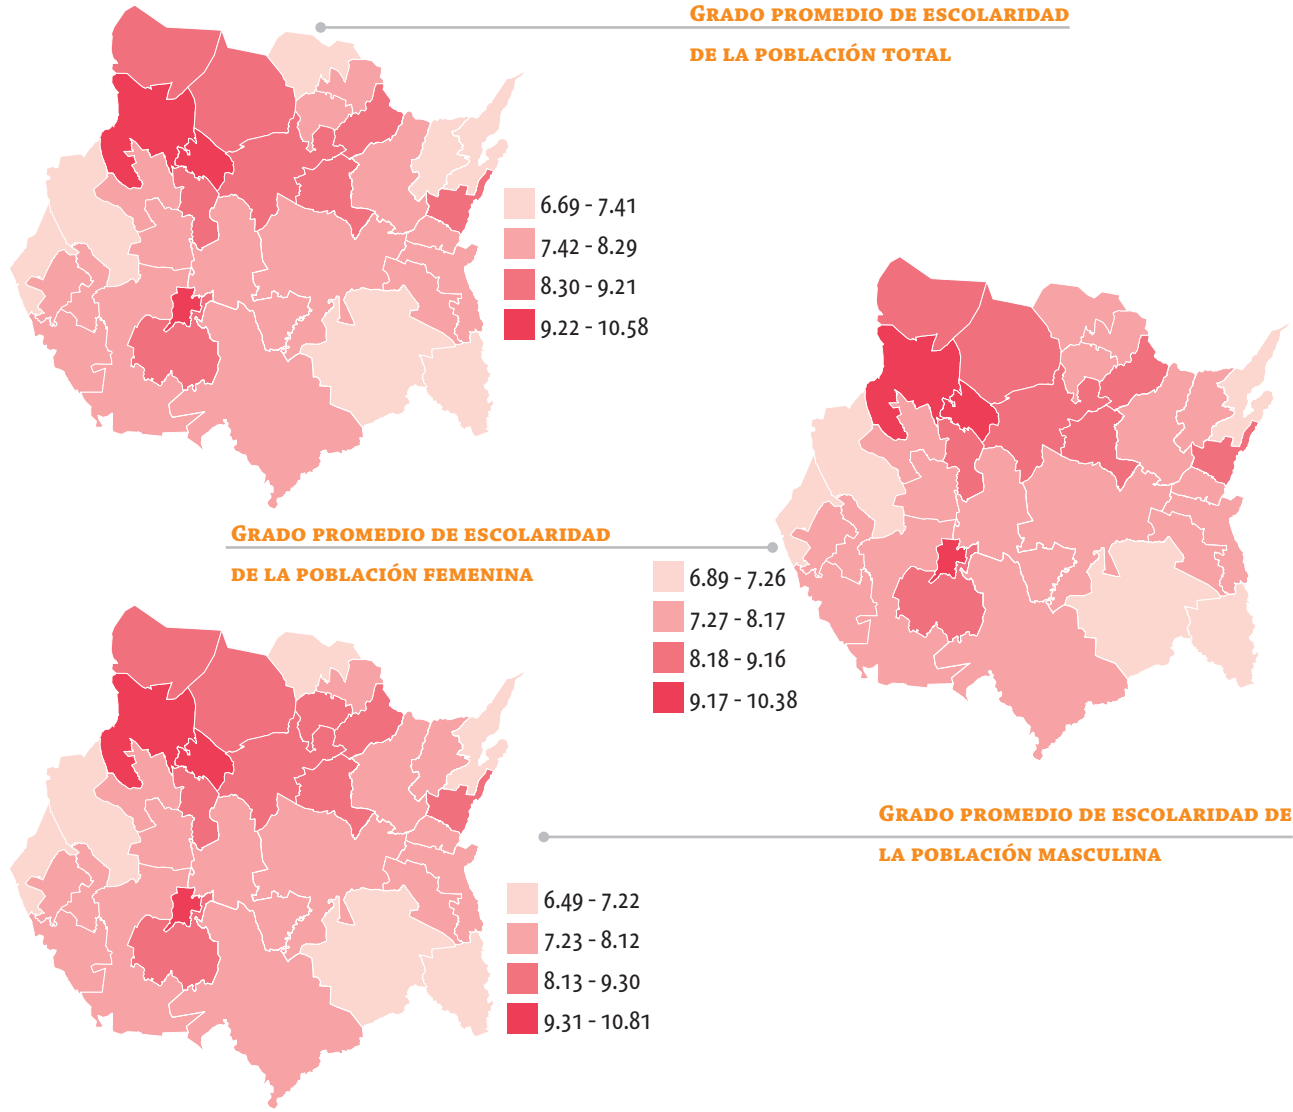 Grado promedio de escolaridad
de la población total
6.69 - 7.41
7.42 - 8.29
8.30 - 9.21
9.22 - 10.58
Grado promedio de escolaridad
de la población femenina
6.89 - 7.26
7.27 - 8.17
8.18 - 9.16
9.17 - 10.38
Grado promedio de escolaridad de
la población masculina
6.49 - 7.22
7.23 - 8.12
8.13 - 9.30
9.31 - 10.81